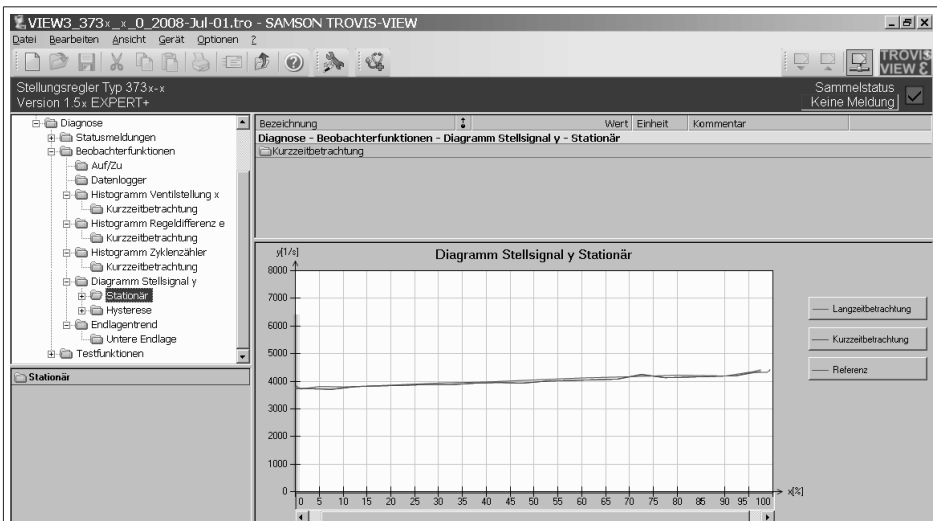 VIEW3_373x_x_0_2008-Jul-01.tro - SAMSON TROVIS-VIEW
Datei Bearbeiten Ansicht Gerät Optionen ?
TROVIS
VIEW 3
Stellungsregler Typ 373x-x
Version 1.5x EXPERT+
Sammelstatus
Keine Meldung
Diagnose
Statusmeldungen
Beobachterfunktionen
Auf/Zu
Datenlogger
Histogramm Ventilstellung x
Kurzzeitbetrachtung
Histogramm Regeldifferenz e
Kurzzeitbetrachtung
Histogramm Zyklenzähler
Kurzzeitbetrachtung
Diagramm Stellsignal y
Stationär
Hysterese
Endlagentrend
Untere Endlage
Testfunktionen
Stationär
Bezeichnung Wert Einheit Kommentar
Diagnose - Beobachterfunktionen - Diagramm Stellsignal y - Stationär
Kurzzeitbetrachtung
Diagramm Stellsignal y Stationär
y[1/s]
8000
7000
6000
5000
4000
3000
2000
1000
0
0 5 10 15 20 25 30 35 40 45 50 55 60 65 70 75 80 85 90 95 100
x[%]
Langzeitbetrachtung
Kurzzeitbetrachtung
Referenz